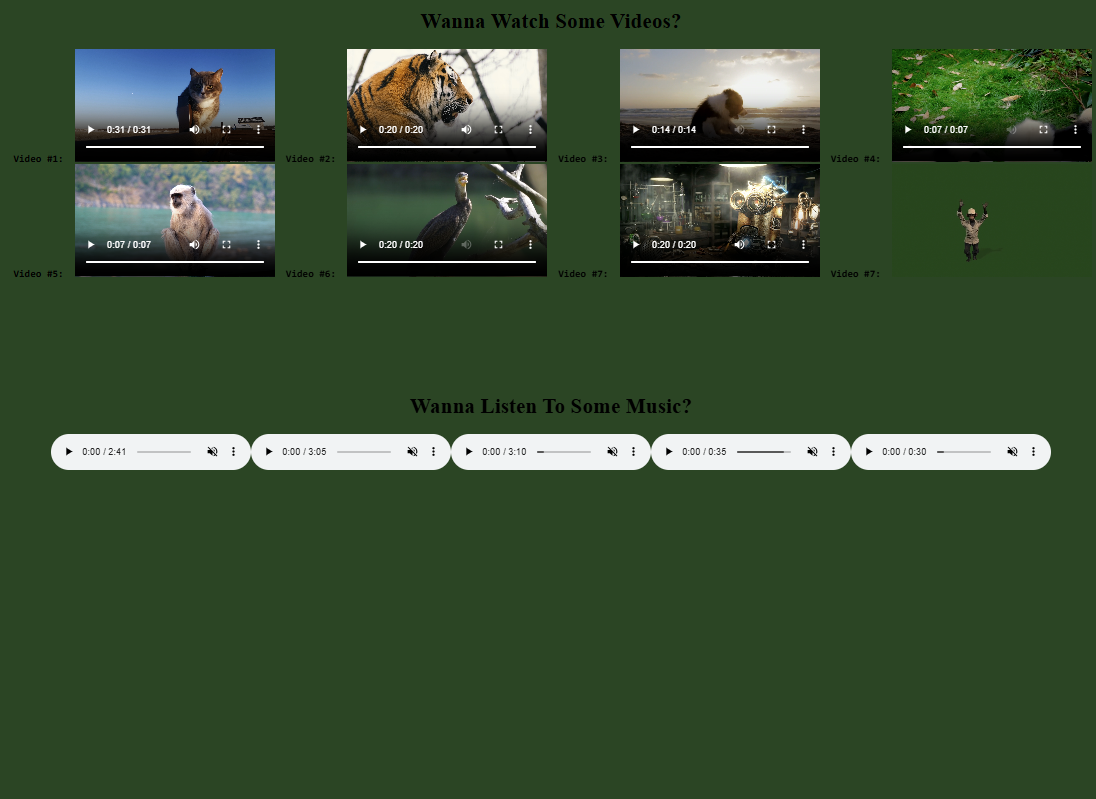 Wanna Watch Some Videos?
0:31 / 0:31 0:20 / 0:20 0:14 / 0:14 0:07 / 0:07
Video #1: Video #2: Video #3: Video #4:
0:07 / 0:07 0:20 / 0:20 0:20 / 0:20
Video #5: Video #6: Video #7: Video #7:
Wanna Listen To Some Music?
0:00 / 2:41 0:00 / 3:05 0:00 / 3:10 0:00 / 0:35 0:00 / 0:30